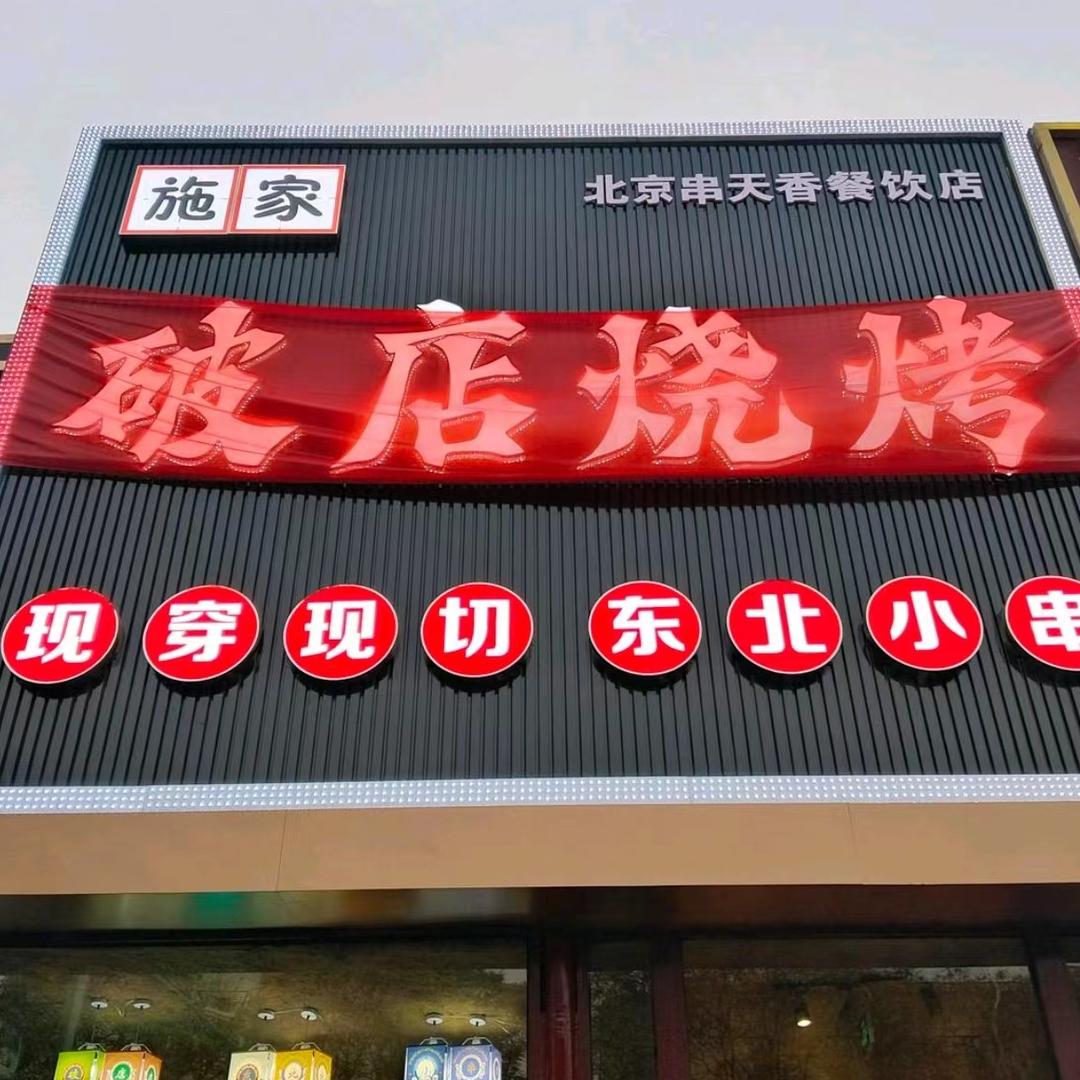 施家
北京串天香餐饮店
破店烧烤
现穿现切 东北小串